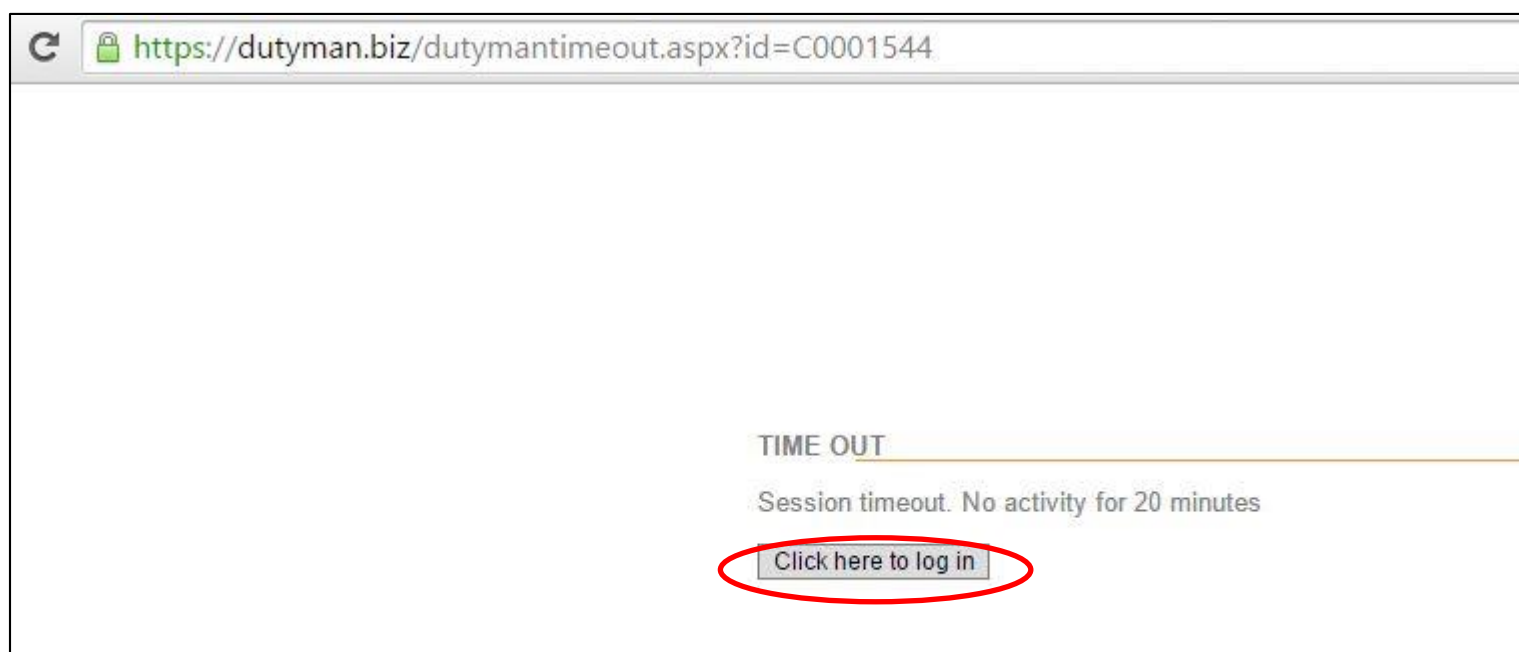 https://dutyman.biz/dutymantimeout.aspx?id=C0001544
TIME OUT
Session timeout. No activity for 20 minutes
Click here to log in